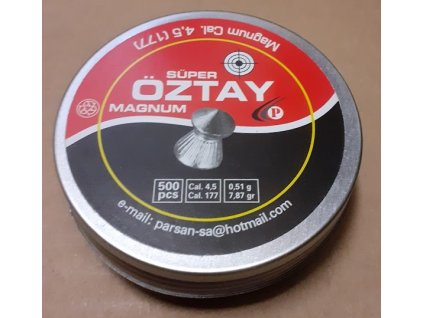 Magnum Cal. 4,5 (177)
SÜPER
ÖZTAY
MAGNUM
P
500 pcs
Cal. 4,5
Cal. 177
0,51 g
7,87 gr
e-mail: parsan-sa@hotmail.com